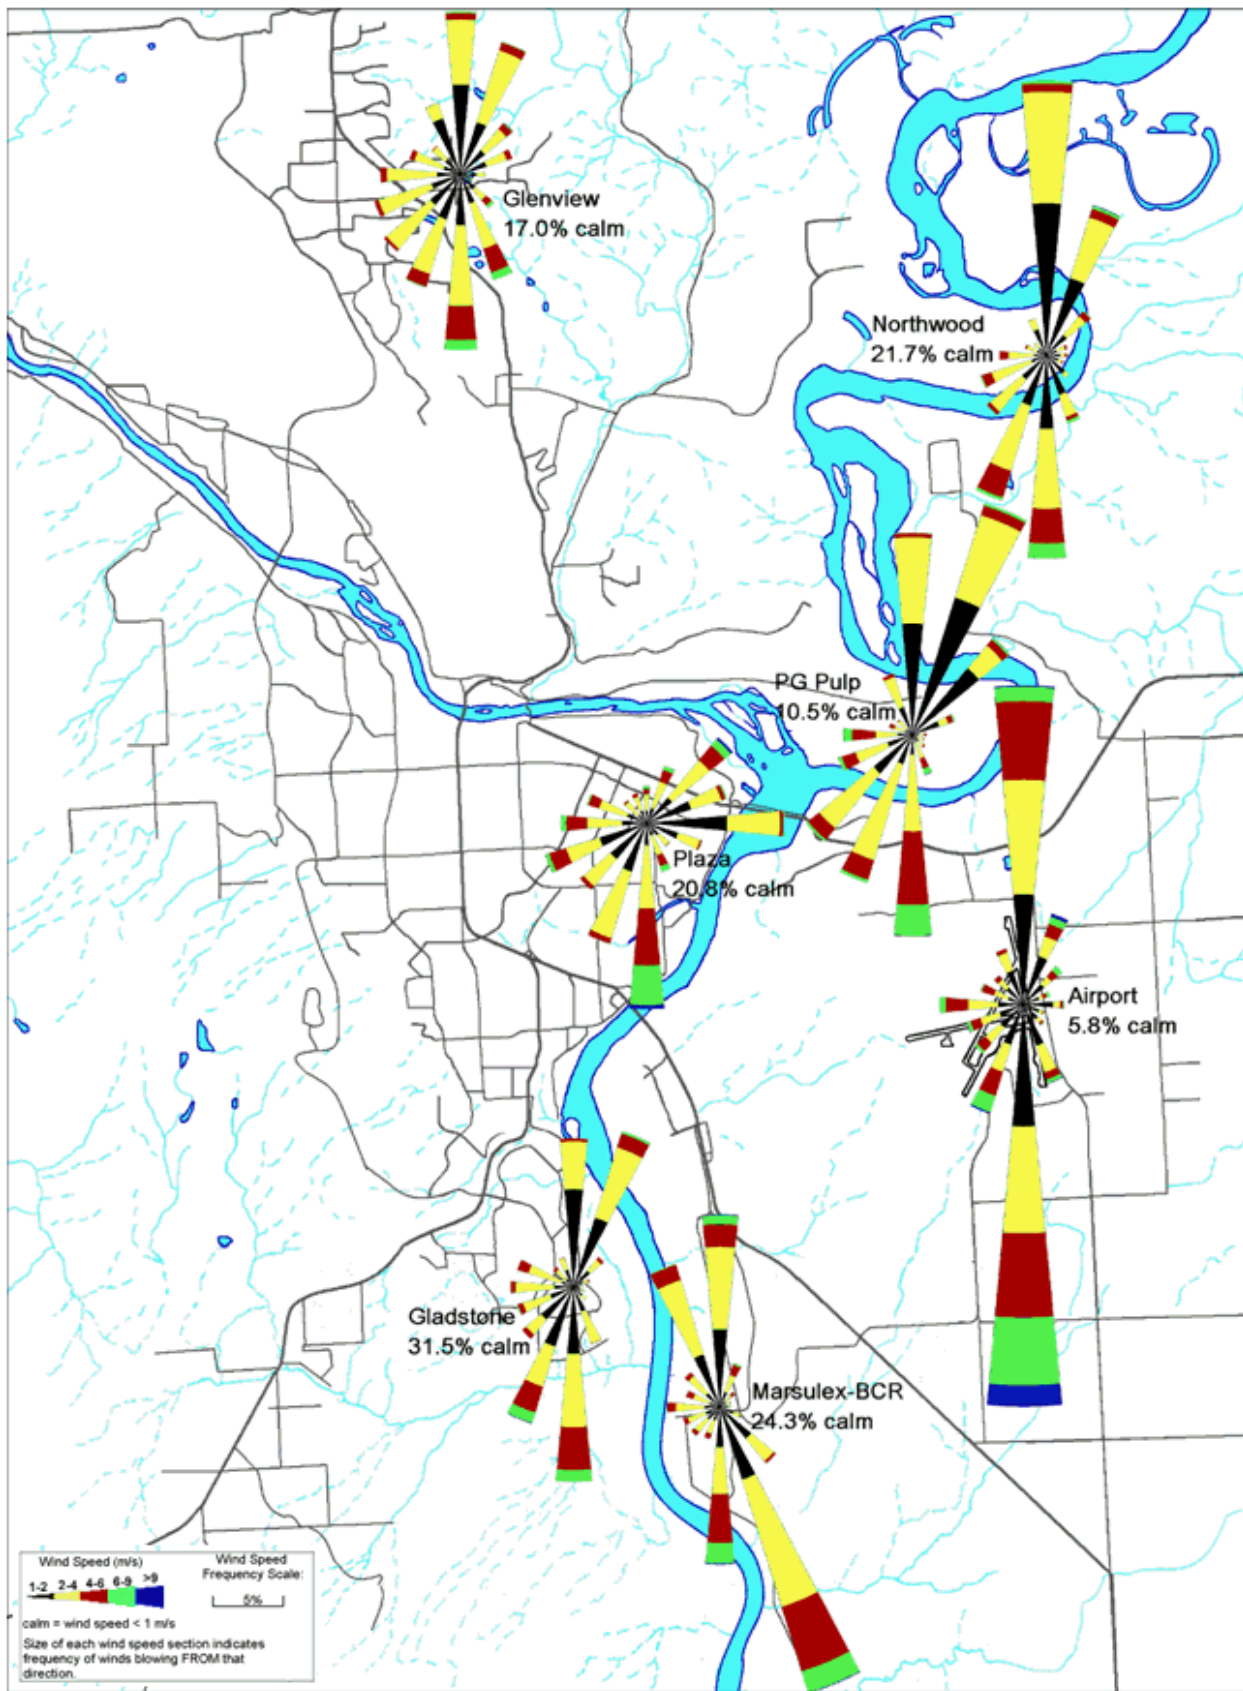 Glenview
17.0% calm
Northwood
21.7% calm
PG Pulp
10.5% calm
Plaza
20.8% calm
Airport
5.8% calm
Gladstone
31.5% calm
Marsulex-BCR
24.3% calm
Wind Speed (m/s)
1-2 2-4 4-6 6-9 >9
calm = wind speed < 1 m/s
Size of each wind speed section indicates
frequency of winds blowing FROM that
direction.
Wind Speed
Frequency Scale:
5%